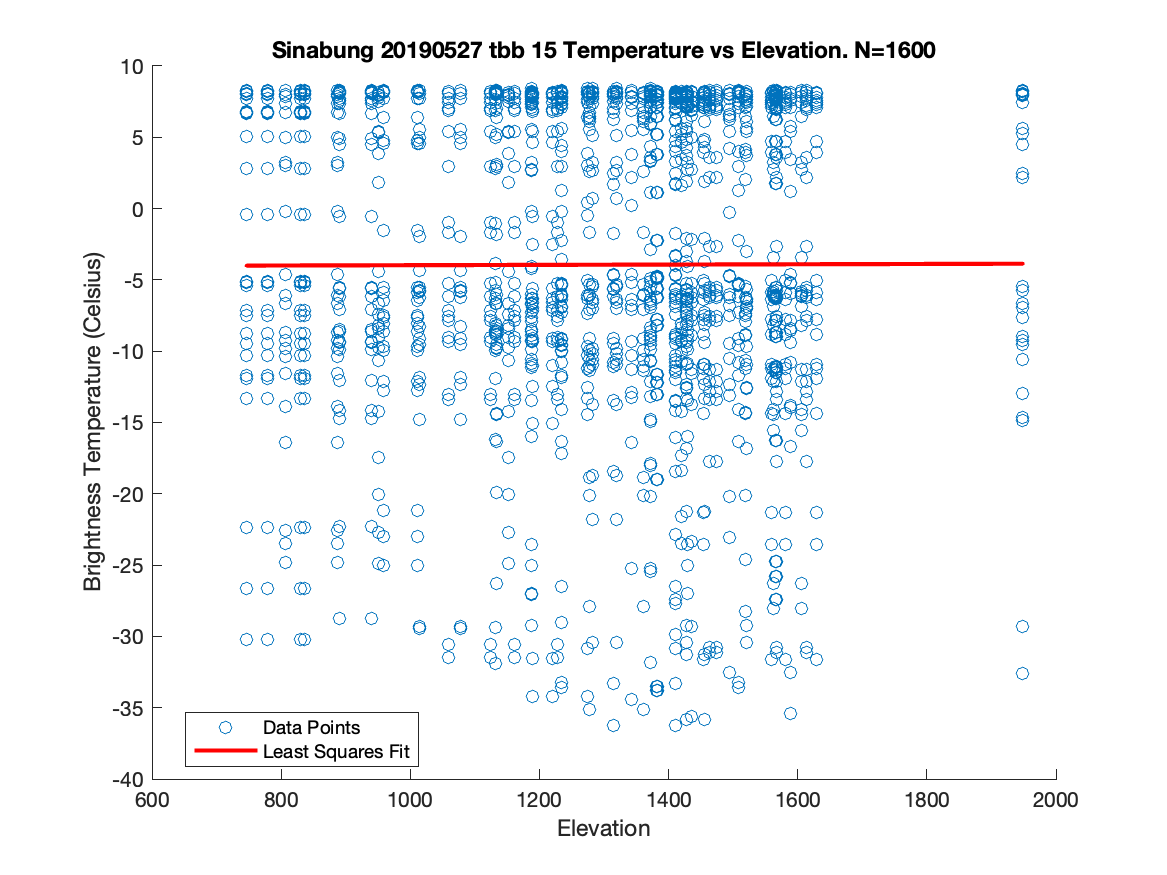 Sinabung 20190527 tbb 15 Temperature vs Elevation. N=1600
Brightness Temperature (Celsius)
10
5
0
-5
-10
-15
-20
-25
-30
-35
-40
Data Points
Least Squares Fit
600 800 1000 1200 1400 1600 1800 2000
Elevation